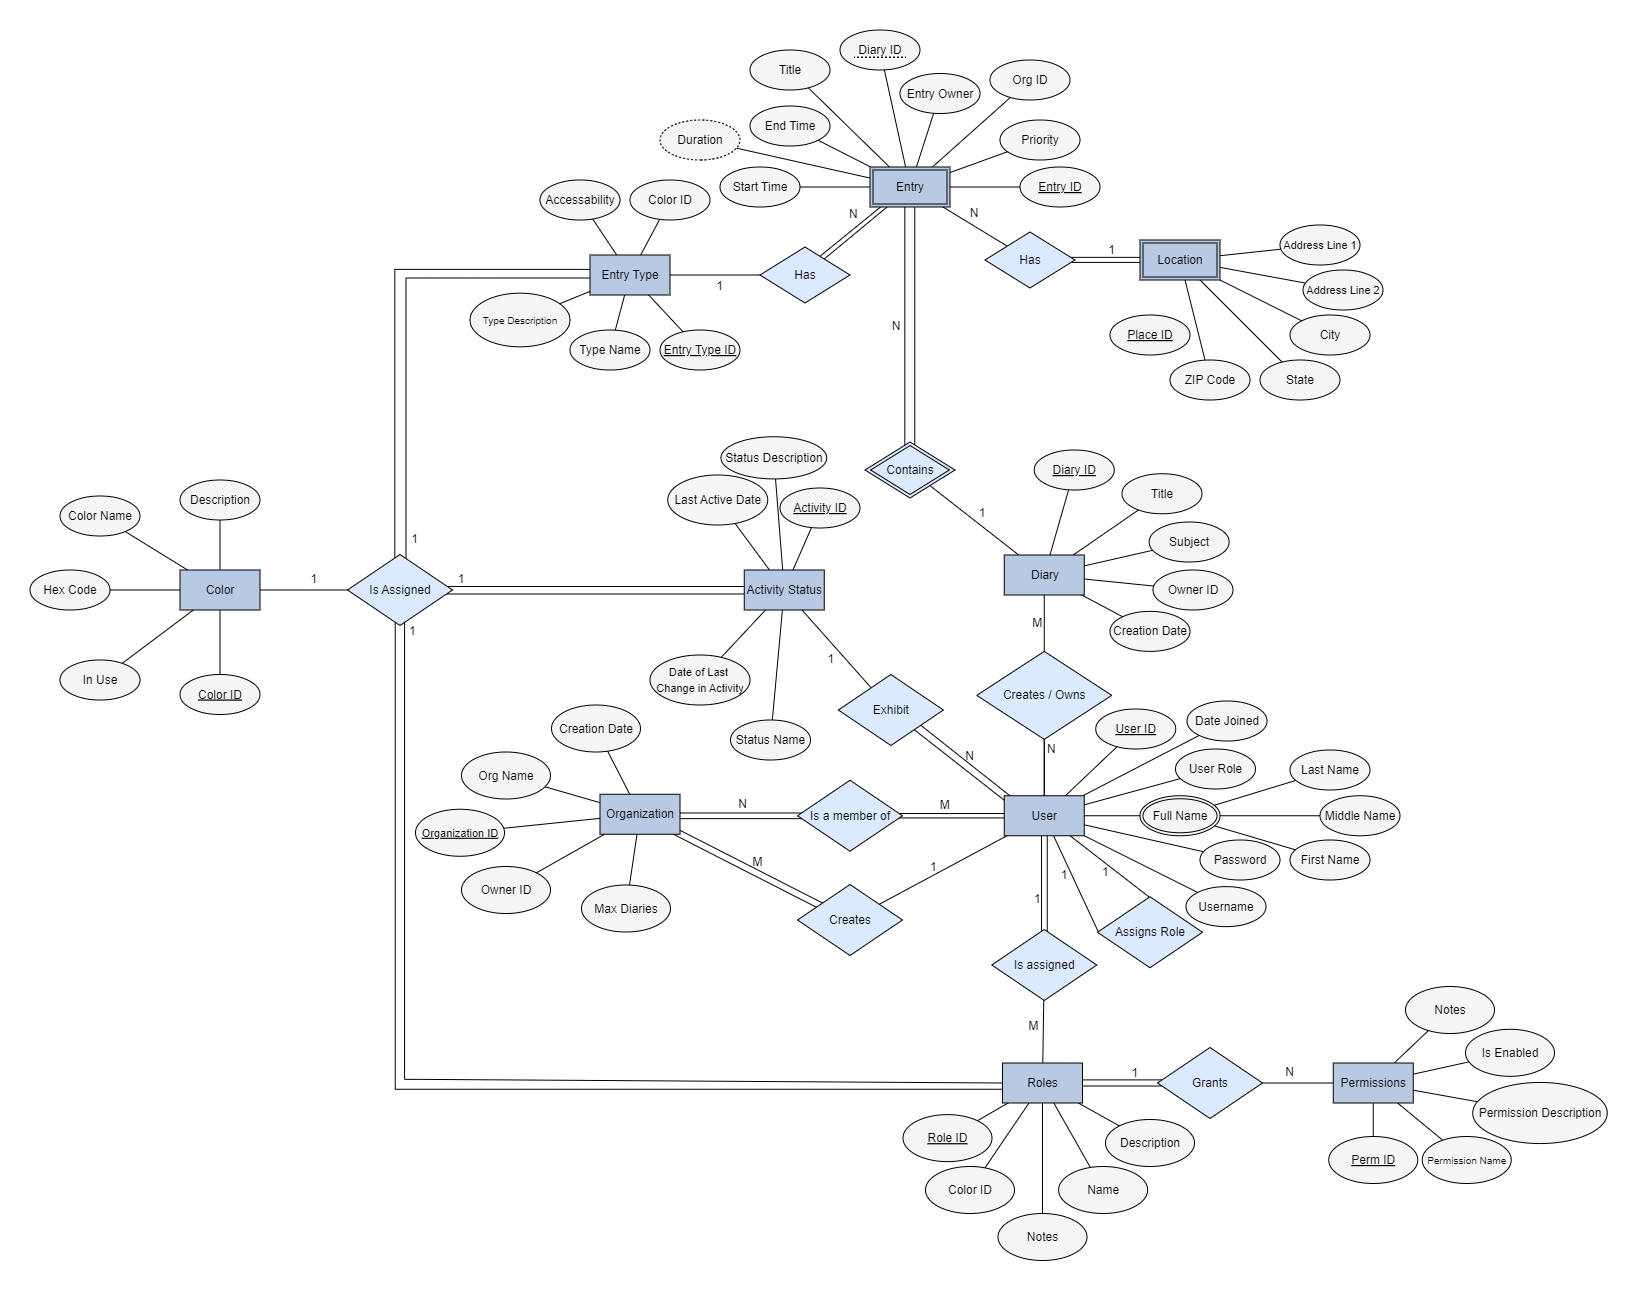 Diary ID
Title
Entry Owner
Org ID
End Time
Duration
Priority
Start Time
Entry
Entry ID
Accessability
Color ID
N
N
Entry Type
Has
1
Has
1
Location
Address Line 1
Address Line 2
Type Description
Type Name
Entry Type ID
Place ID
City
ZIP Code
State
N
Status Description
Contains
Diary ID
Title
1
Last Active Date
Activity ID
Color Name
Description
Subject
1
Diary
Hex Code
Color
1
Is Assigned
1
Activity Status
Owner ID
1
M
Creation Date
In Use
Color ID
1
Date of Last
Change in Activity
Exhibit
Creates / Owns
Creation Date
Status Name
User ID
Date Joined
N
N
Org Name
User Role
Last Name
Organization
N
Is a member of
M
User
Full Name
Middle Name
Organization ID
M
1
Password
First Name
Owner ID
Max Diaries
1
1
1
Username
Creates
Assigns Role
Is assigned
M
Notes
Is Enabled
Roles
1
Grants
N
Permissions
Permission Description
Role ID
Description
Perm ID
Permission Name
Color ID
Name
Notes